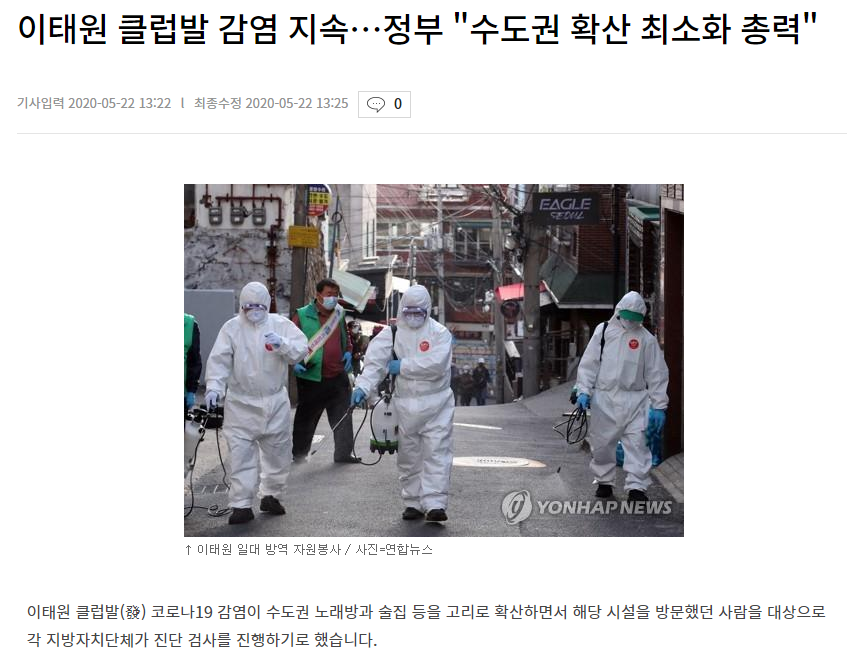 이태원 클럽발 감염 지속…정부 "수도권 확산 최소화 총력"
기사입력 2020-05-22 13:22 l 최종수정 2020-05-22 13:25 0
EAGLE
SEOUL
YONHAP NEWS
↑ 이태원 일대 방역 자원봉사 / 사진=연합뉴스
이태원 클럽발(發) 코로나19 감염이 수도권 노래방과 술집 등을 고리로 확산하면서 해당 시설을 방문했던 사람을 대상으로
각 지방자치단체가 진단 검사를 진행하기로 했습니다.